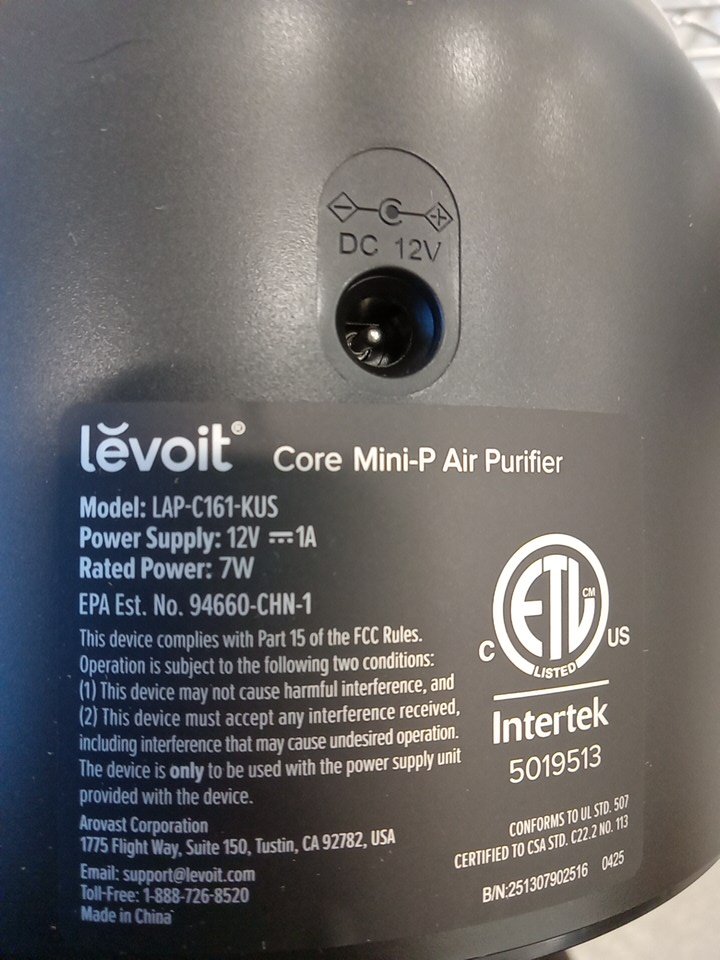 DC 12V
lĕvoit® Core Mini-P Air Purifier
Model: LAP-C161-KUS
Power Supply: 12V ⎓ 1A
Rated Power: 7W
EPA Est. No. 94660-CHN-1
This device complies with Part 15 of the FCC Rules.
Operation is subject to the following two conditions:
(1) This device may not cause harmful interference, and
(2) This device must accept any interference received,
including interference that may cause undesired operation.
The device is only to be used with the power supply unit
provided with the device.
Arovast Corporation
1775 Flight Way, Suite 150, Tustin, CA 92782, USA
Email: support@levoit.com
Toll-Free: 1-888-726-8520
Made in China
ETL CM
C US
LISTED
Intertek
5019513
CONFORMS TO UL STD. 507
CERTIFIED TO CSA STD. C22.2 NO. 113
B/N:251307902516 0425